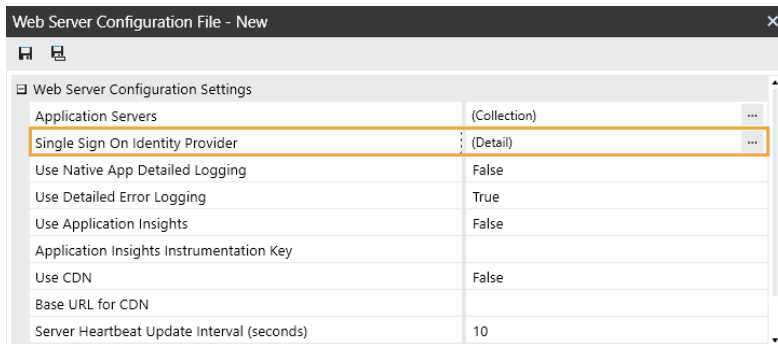 Web Server Configuration File - New
Web Server Configuration Settings
Application Servers (Collection) ...
Single Sign On Identity Provider (Detail) ...
Use Native App Detailed Logging False
Use Detailed Error Logging True
Use Application Insights False
Application Insights Instrumentation Key
Use CDN False
Base URL for CDN
Server Heartbeat Update Interval (seconds) 10